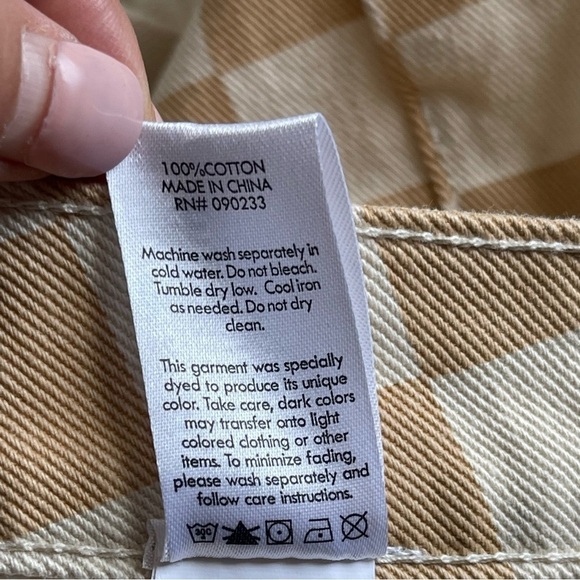 100%COTTON
MADE IN CHINA
RN# 090233
Machine wash separately in
cold water. Do not bleach.
Tumble dry low. Cool iron
as needed. Do not dry
clean.
This garment was specially
dyed to produce its unique
color. Take care, dark colors
may transfer onto light
colored clothing or other
items. To minimize fading,
please wash separately and
follow care instructions.